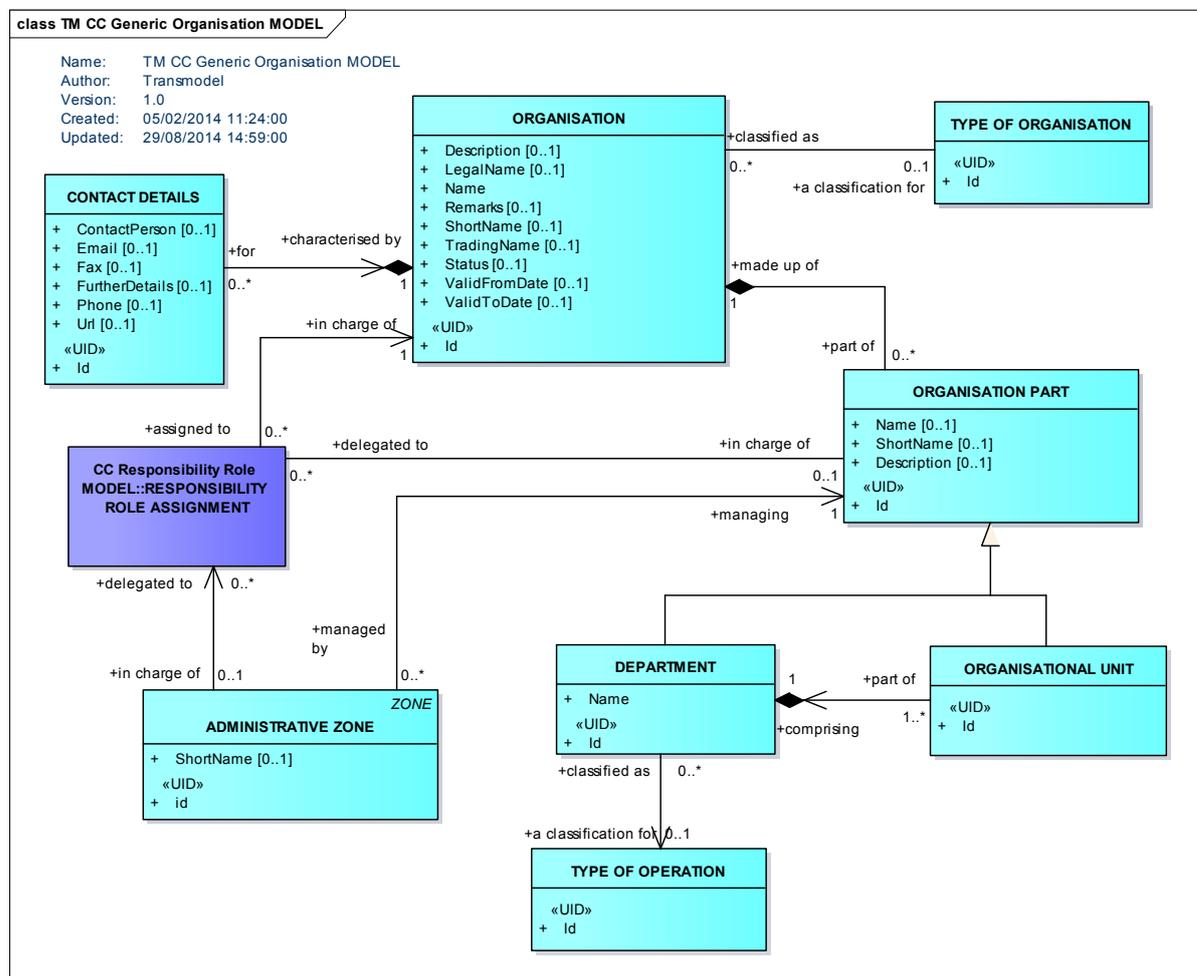 class TM CC Generic Organisation MODEL
Name: TM CC Generic Organisation MODEL
Author: Transmodel
Version: 1.0
Created: 05/02/2014 11:24:00
Updated: 29/08/2014 14:59:00
ORGANISATION
+ Description [0..1]
+ LegalName [0..1]
+ Name
+ Remarks [0..1]
+ ShortName [0..1]
+ TradingName [0..1]
+ Status [0..1]
+ ValidFromDate [0..1]
+ ValidToDate [0..1]
«UID»
+ Id
+classified as
0..*
0..1
+a classification for
TYPE OF ORGANISATION
«UID»
+ Id
CONTACT DETAILS
+ ContactPerson [0..1]
+ Email [0..1]
+ Fax [0..1]
+ FurtherDetails [0..1]
+ Phone [0..1]
+ Url [0..1]
«UID»
+ Id
+for
0..*
+characterised by
1
+made up of
1
+part of
0..*
+in charge of
1
+assigned to
0..*
ORGANISATION PART
+ Name [0..1]
+ ShortName [0..1]
+ Description [0..1]
«UID»
+ Id
+delegated to
0..*
+in charge of
0..1
CC Responsibility Role
MODEL::RESPONSIBILITY
ROLE ASSIGNMENT
+managing
1
+delegated to
0..*
+managed
by
0..*
+in charge of
0..1
ZONE
ADMINISTRATIVE ZONE
+ ShortName [0..1]
«UID»
+ id
DEPARTMENT
+ Name
«UID»
+ Id
1
+comprising
+part of
1..*
ORGANISATIONAL UNIT
«UID»
+ Id
+classified as
0..*
+a classification for
0..1
TYPE OF OPERATION
«UID»
+ Id